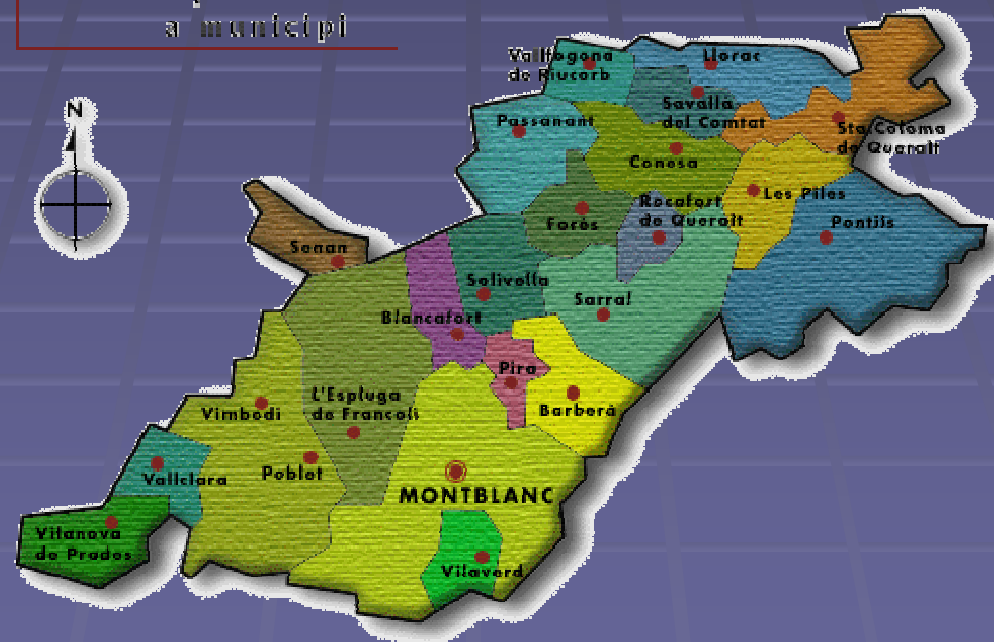 a municipi
N
Vallfogona
de Riucorb
Llorac
Savallà
del Comtat
Passanant
Sta.Coloma
de Queralt
Conesa
Les Piles
Rocafort
de Queralt
Forès
Pontils
Senan
Solivella
Sarral
Blancafort
Pira
L'Espluga
de Francolí
Barberà
Vimbodí
Poblet
Vallclara
MONTBLANC
Vilanova
de Prades
Vilaverd